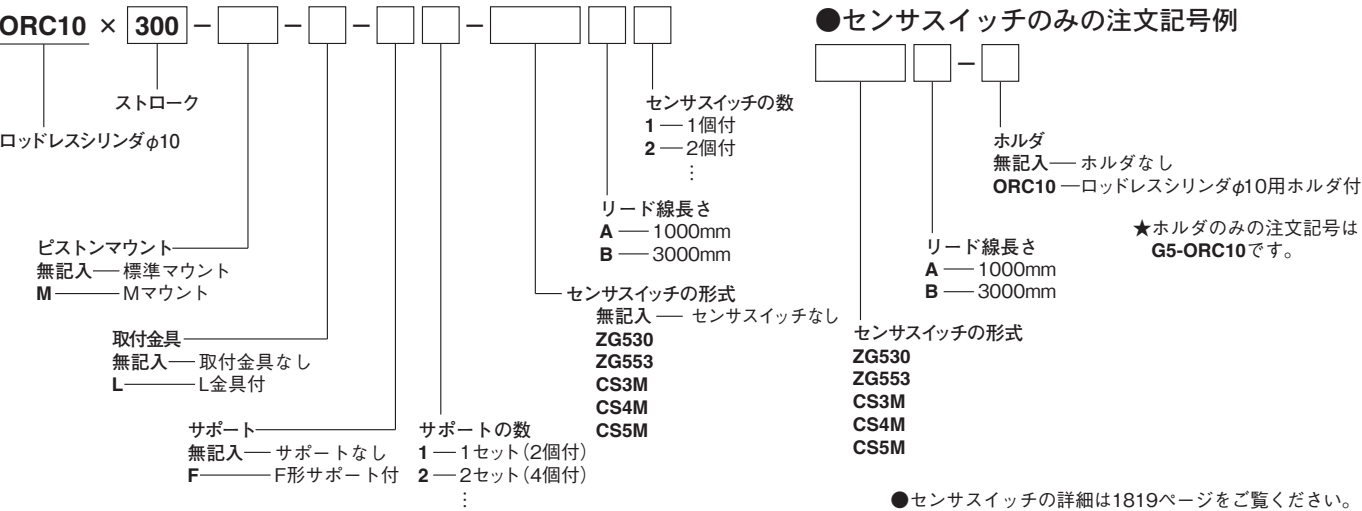 ORC10 × 300 − − − − 
ストローク
ロッドレスシリンダφ10
ピストンマウント
無記入 ― 標準マウント
M ― Mマウント
取付金具
無記入 ― 取付金具なし
L ― L金具付
サポート
無記入 ― サポートなし
F ― F形サポート付
サポートの数
1 ― 1セット(2個付)
2 ― 2セット(4個付)
⋮
センサスイッチの形式
無記入 ― センサスイッチなし
ZG530
ZG553
CS3M
CS4M
CS5M
リード線長さ
A ― 1000mm
B ― 3000mm
センサスイッチの数
1 ― 1個付
2 ― 2個付
⋮
●センサスイッチのみの注文記号例
−
センサスイッチの形式
ZG530
ZG553
CS3M
CS4M
CS5M
リード線長さ
A ― 1000mm
B ― 3000mm
ホルダ
無記入 ― ホルダなし
ORC10 ― ロッドレスシリンダφ10用ホルダ付
★ホルダのみの注文記号は
G5-ORC10です。
●センサスイッチの詳細は1819ページをご覧ください。